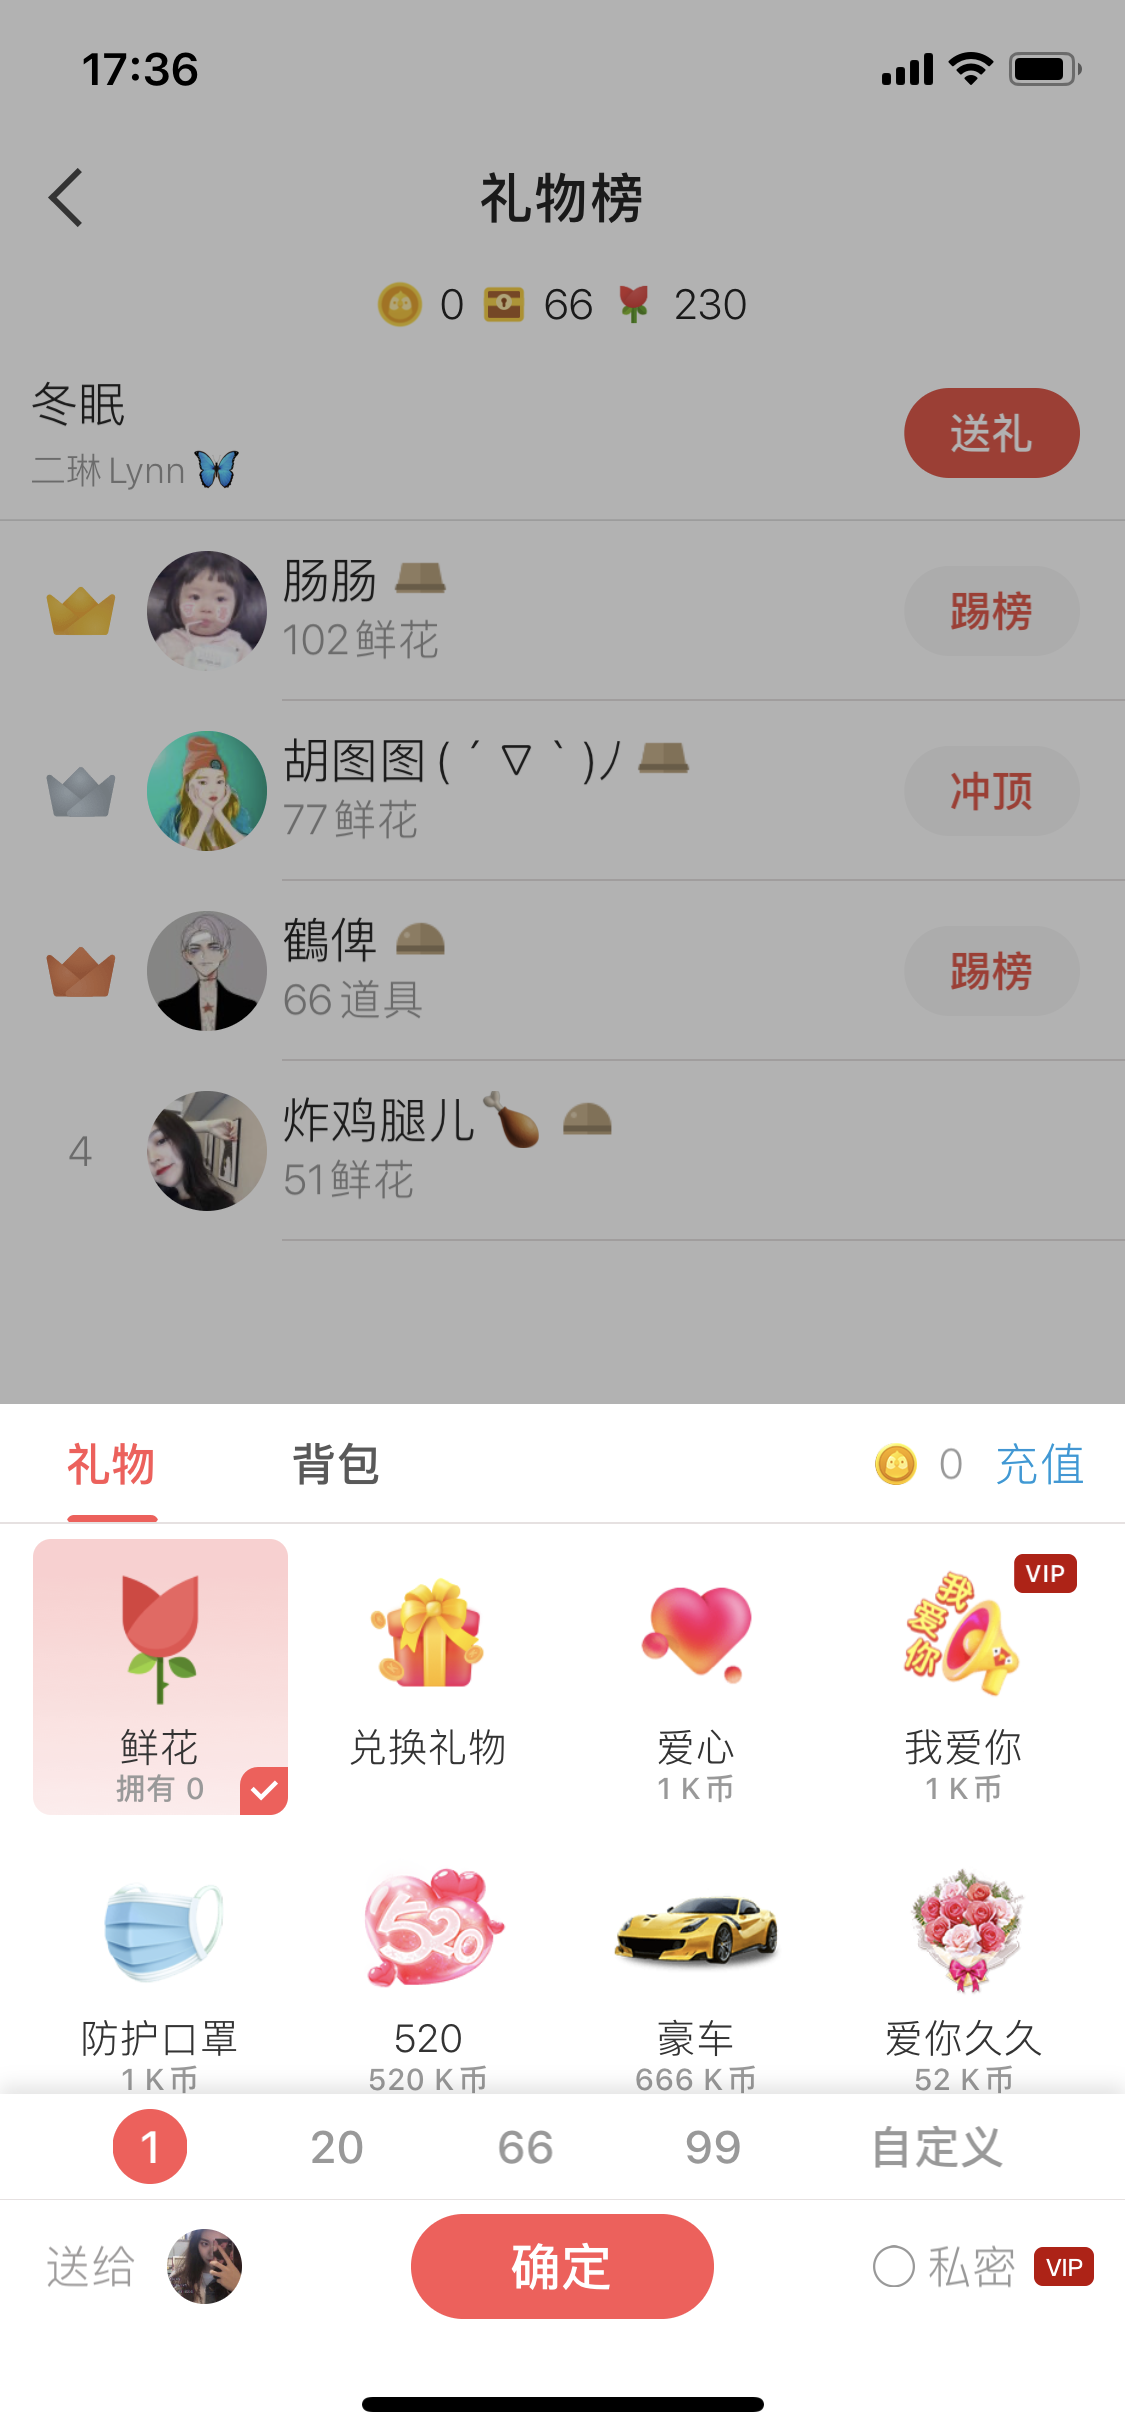 17:36
礼物榜
0 66 230
冬眠
二琳Lynn🦋
送礼
肠肠
102鲜花
踢榜
胡图图( ´ ▽ ` )ﾉ
77鲜花
冲顶
鶴俾
66道具
踢榜
4
炸鸡腿儿🍗
51鲜花
礼物
背包
0 充值
鲜花
拥有 0
兑换礼物
爱心
1 K币
VIP
我爱你
我爱你
1 K币
防护口罩
1 K币
520
520
520 K币
豪车
666 K币
爱你久久
52 K币
1 20 66 99 自定义
送给
确定
私密 VIP